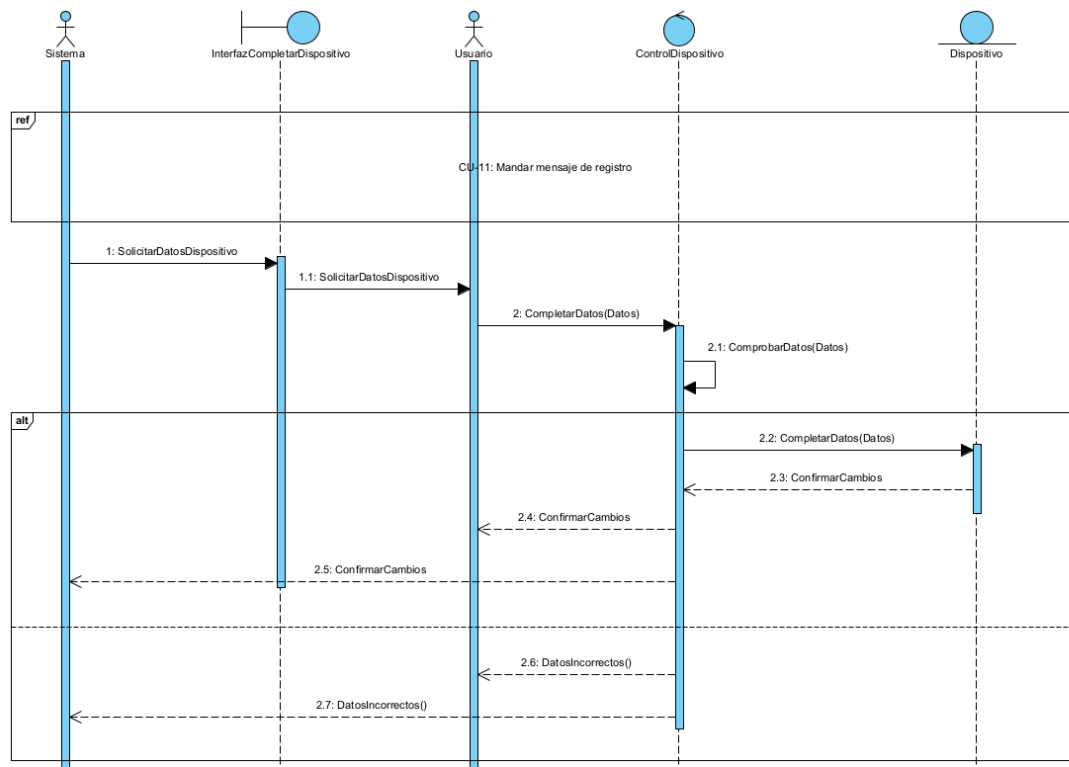 Sistema
InterfazCompletarDispositivo
Usuario
ControlDispositivo
Dispositivo
ref
CU-11: Mandar mensaje de registro
1: SolicitarDatosDispositivo
1.1: SolicitarDatosDispositivo
2: CompletarDatos(Datos)
2.1: ComprobarDatos(Datos)
alt
2.2: CompletarDatos(Datos)
2.3: ConfirmarCambios
2.4: ConfirmarCambios
2.5: ConfirmarCambios
2.6: DatosIncorrectos()
2.7: DatosIncorrectos()